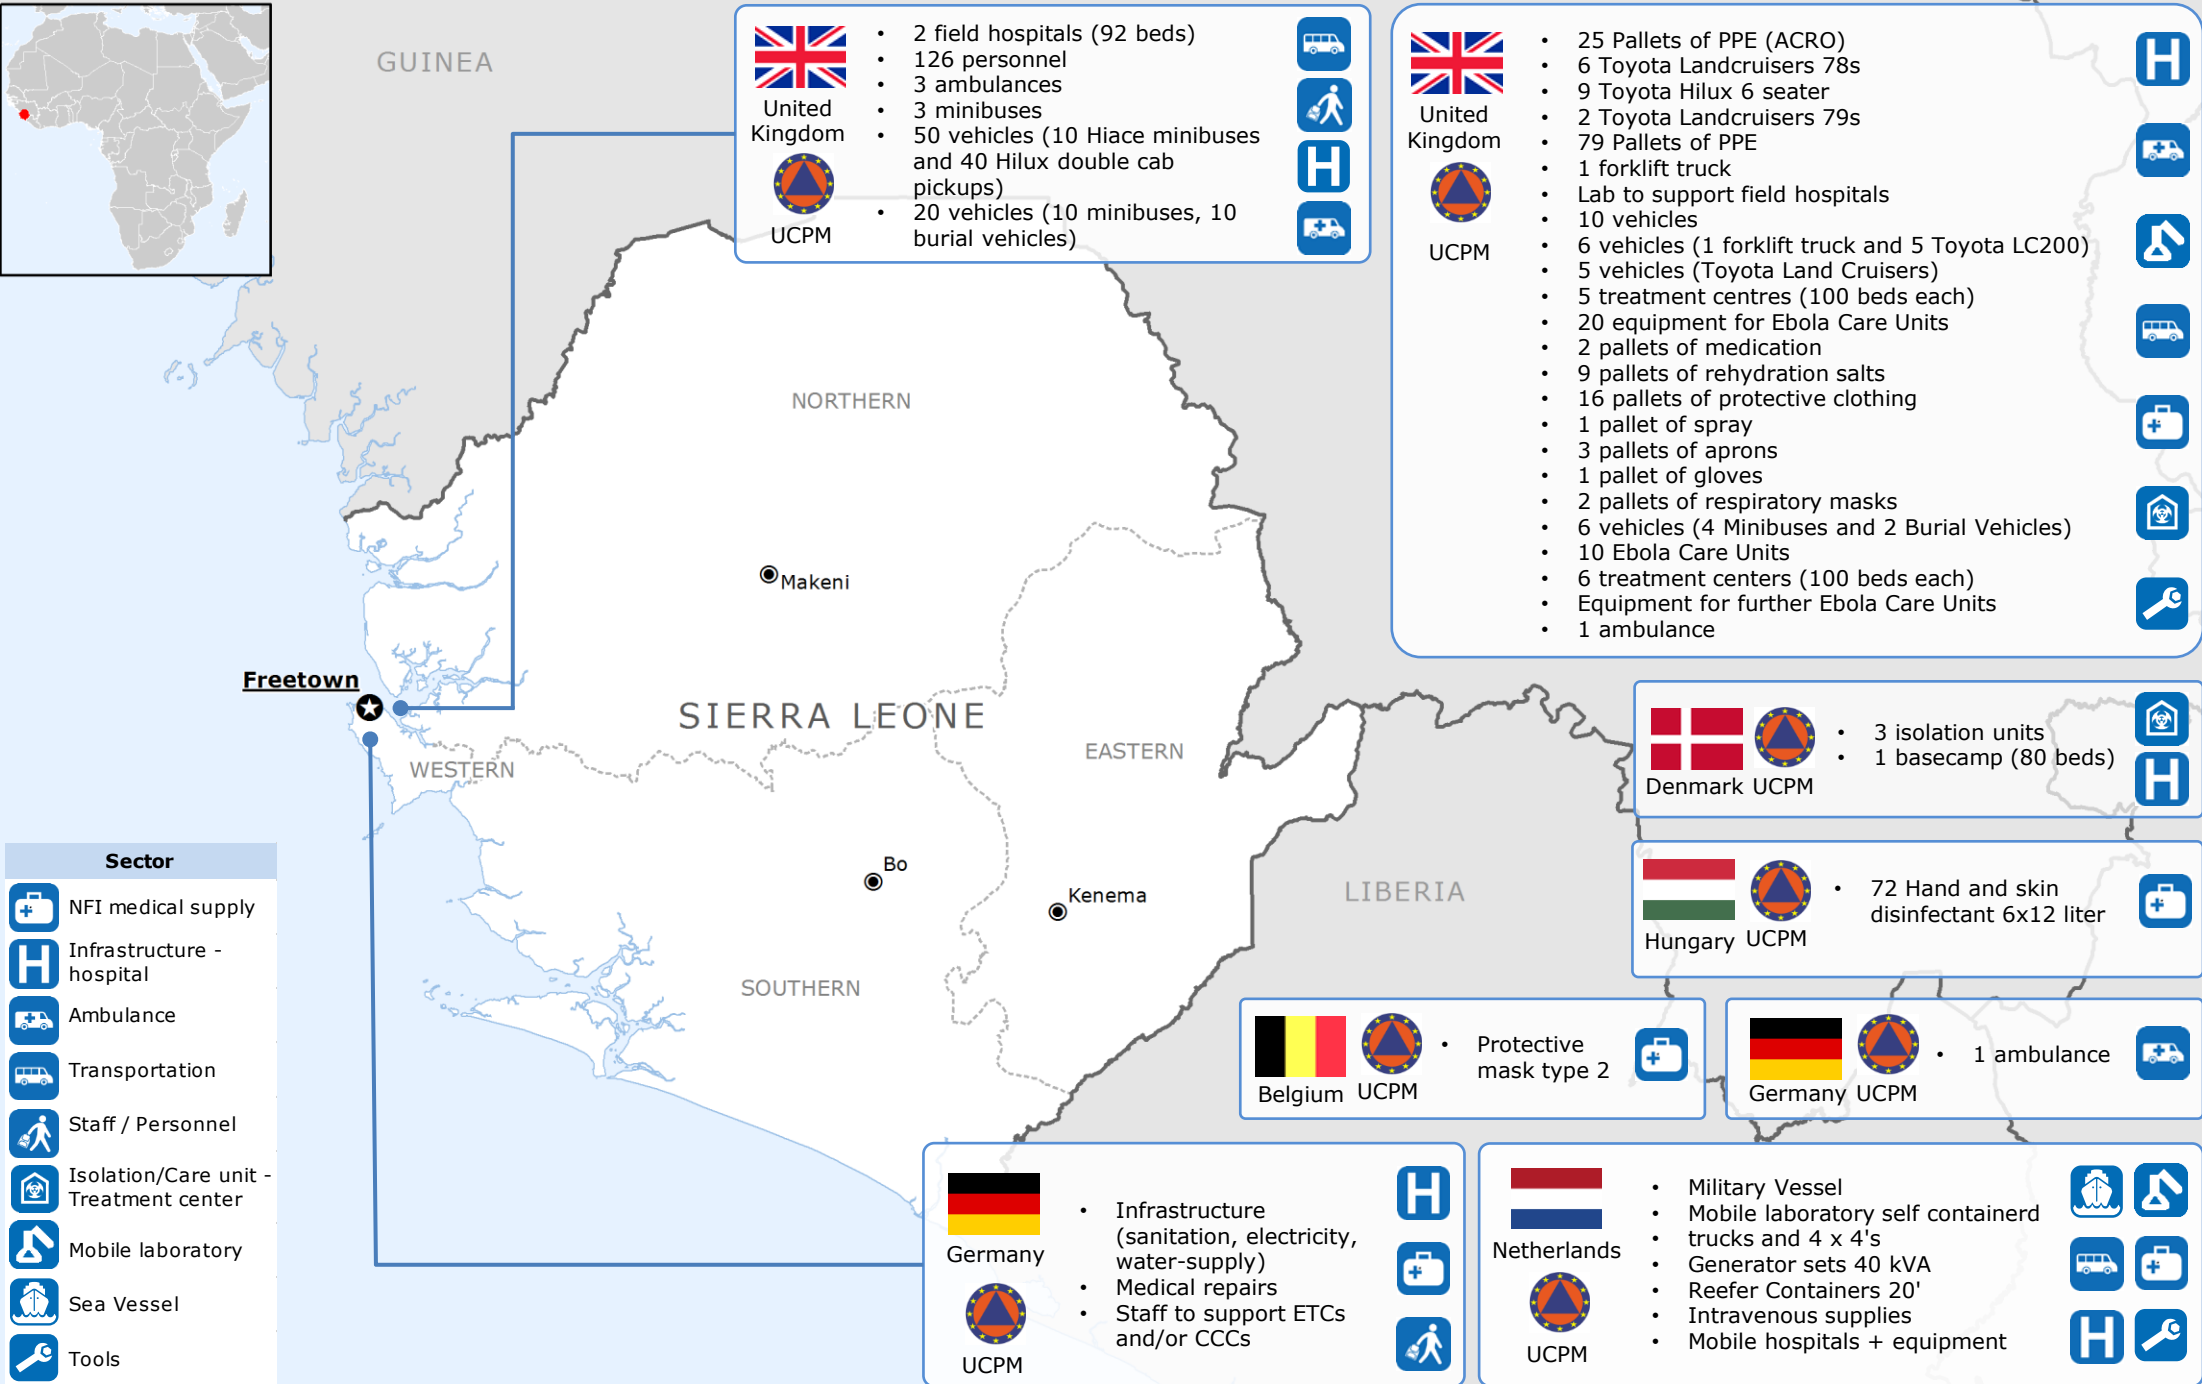 GUINEA
United
Kingdom
UCPM
• 2 field hospitals (92 beds)
• 126 personnel
• 3 ambulances
• 3 minibuses
• 50 vehicles (10 Hiace minibuses
and 40 Hilux double cab
pickups)
• 20 vehicles (10 minibuses, 10
burial vehicles)
United
Kingdom
UCPM
• 25 Pallets of PPE (ACRO)
• 6 Toyota Landcruisers 78s
• 9 Toyota Hilux 6 seater
• 2 Toyota Landcruisers 79s
• 79 Pallets of PPE
• 1 forklift truck
• Lab to support field hospitals
• 10 vehicles
• 6 vehicles (1 forklift truck and 5 Toyota LC200)
• 5 vehicles (Toyota Land Cruisers)
• 5 treatment centres (100 beds each)
• 20 equipment for Ebola Care Units
• 2 pallets of medication
• 9 pallets of rehydration salts
• 16 pallets of protective clothing
• 1 pallet of spray
• 3 pallets of aprons
• 1 pallet of gloves
• 2 pallets of respiratory masks
• 6 vehicles (4 Minibuses and 2 Burial Vehicles)
• 10 Ebola Care Units
• 6 treatment centers (100 beds each)
• Equipment for further Ebola Care Units
• 1 ambulance
NORTHERN
Makeni
Freetown
SIERRA LEONE
WESTERN
EASTERN
Bo
Kenema
LIBERIA
SOUTHERN
Denmark UCPM
• 3 isolation units
• 1 basecamp (80 beds)
Hungary UCPM
• 72 Hand and skin
disinfectant 6x12 liter
Belgium UCPM
• Protective
mask type 2
Germany UCPM
• 1 ambulance
Germany
UCPM
• Infrastructure
(sanitation, electricity,
water-supply)
• Medical repairs
• Staff to support ETCs
and/or CCCs
Netherlands
UCPM
• Military Vessel
• Mobile laboratory self containerd
• trucks and 4 x 4's
• Generator sets 40 kVA
• Reefer Containers 20'
• Intravenous supplies
• Mobile hospitals + equipment
Sector
NFI medical supply
H
Infrastructure -
hospital
Ambulance
Transportation
Staff / Personnel
Isolation/Care unit -
Treatment center
Mobile laboratory
Sea Vessel
Tools